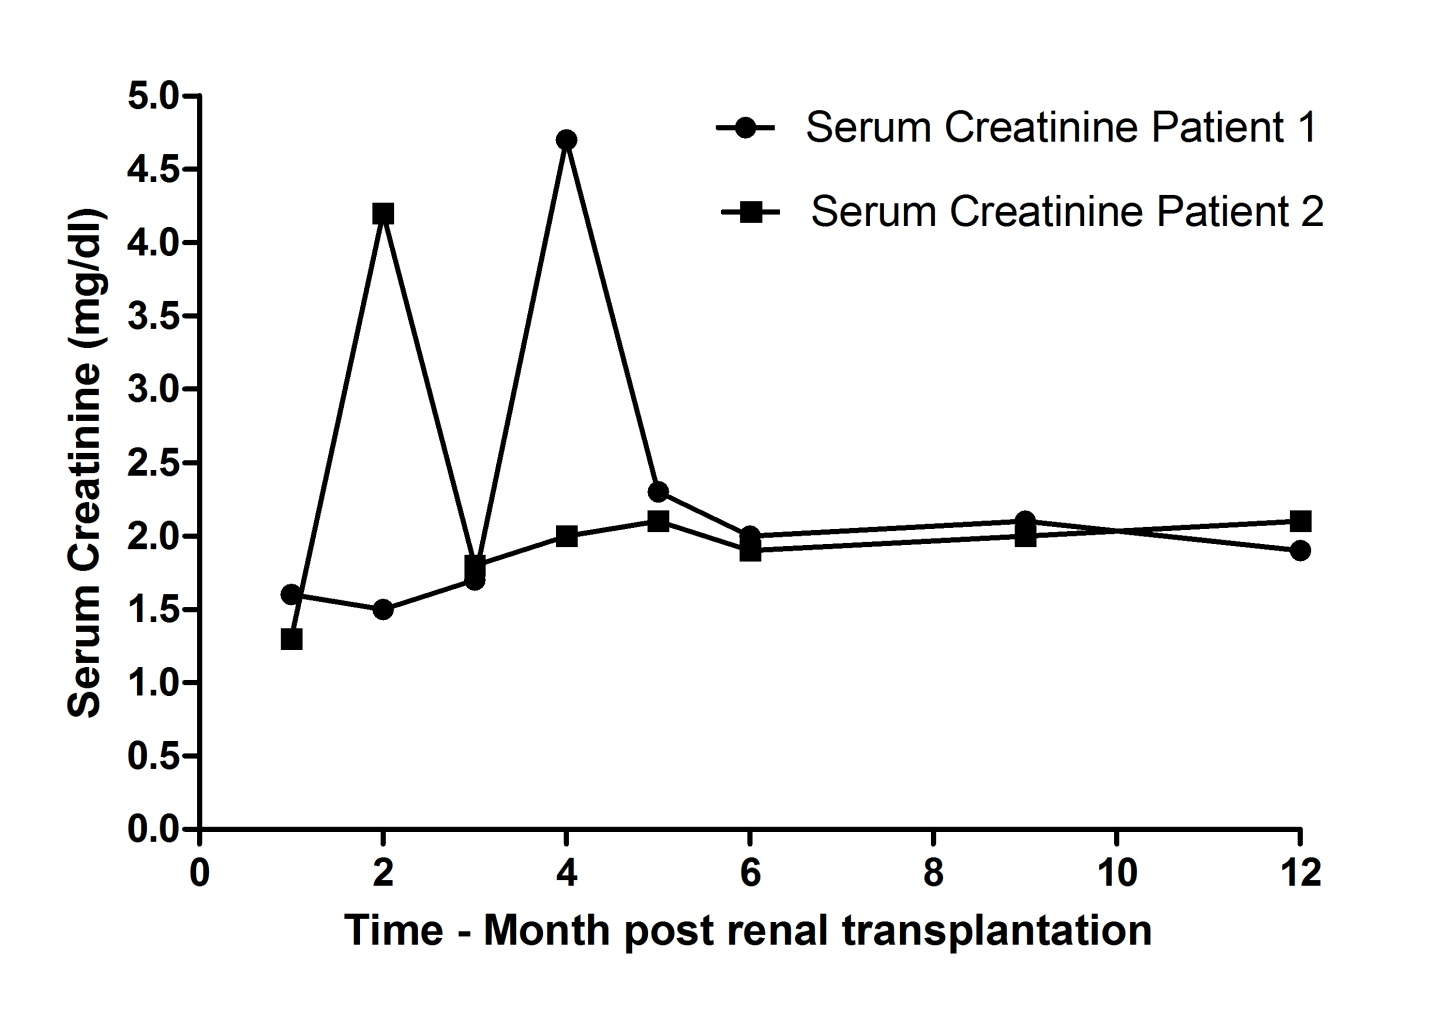 5.0
4.5
4.0
3.5
3.0
2.5
2.0
1.5
1.0
0.5
0.0
Serum Creatinine (mg/dl)
Serum Creatinine Patient 1
Serum Creatinine Patient 2
0 2 4 6 8 10 12
Time - Month post renal transplantation